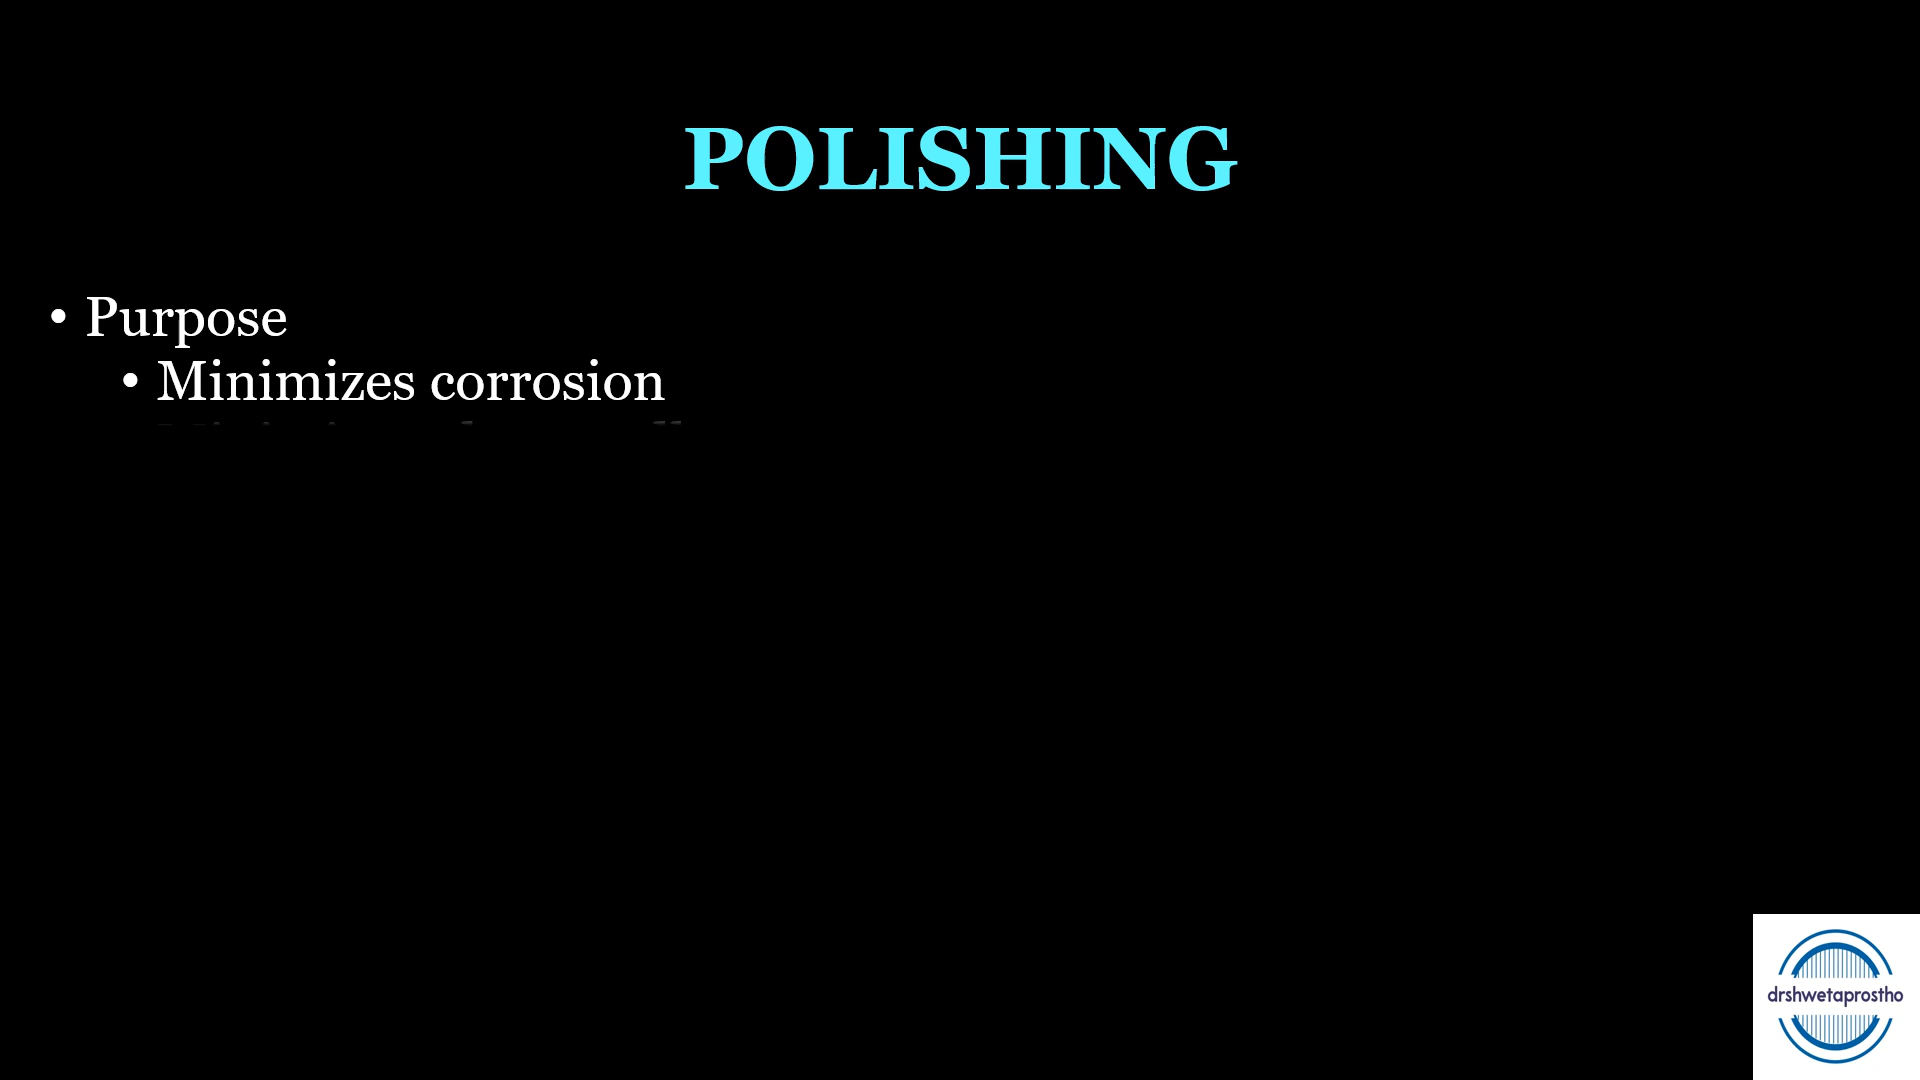 POLISHING
• Purpose
• Minimizes corrosion
drshwetaprostho